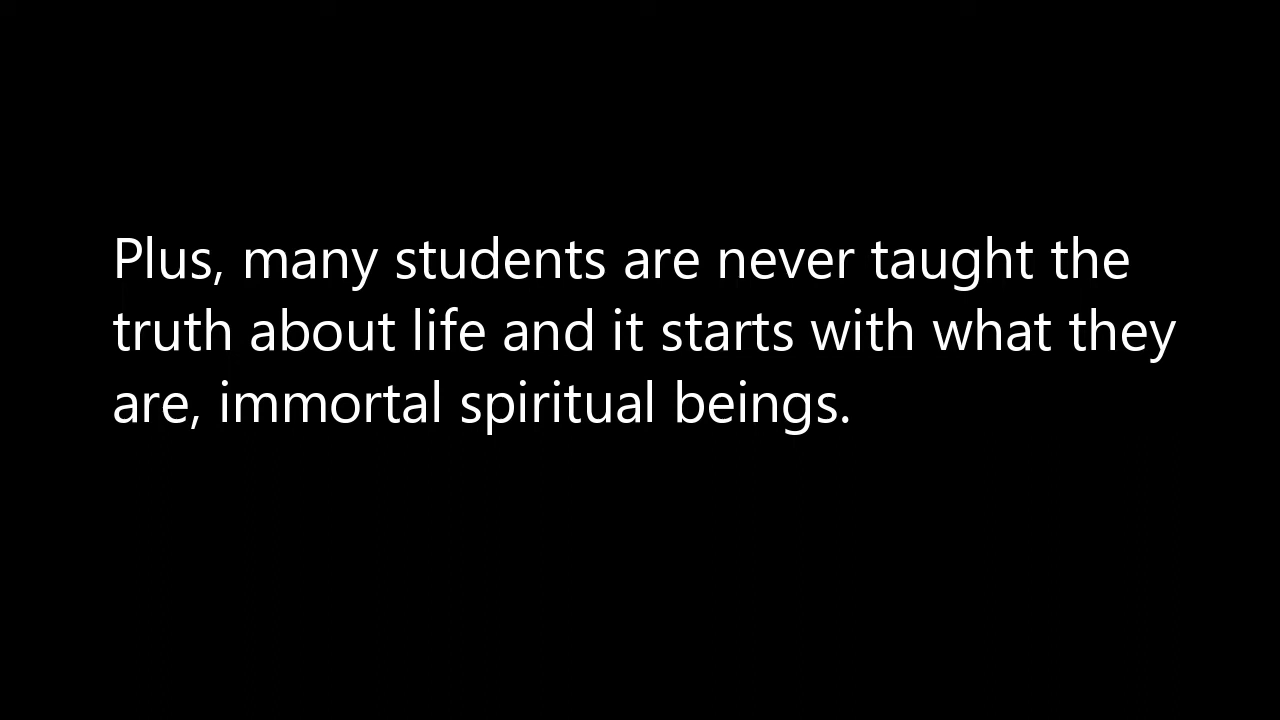 Plus, many students are never taught the
truth about life and it starts with what they
are, immortal spiritual beings.